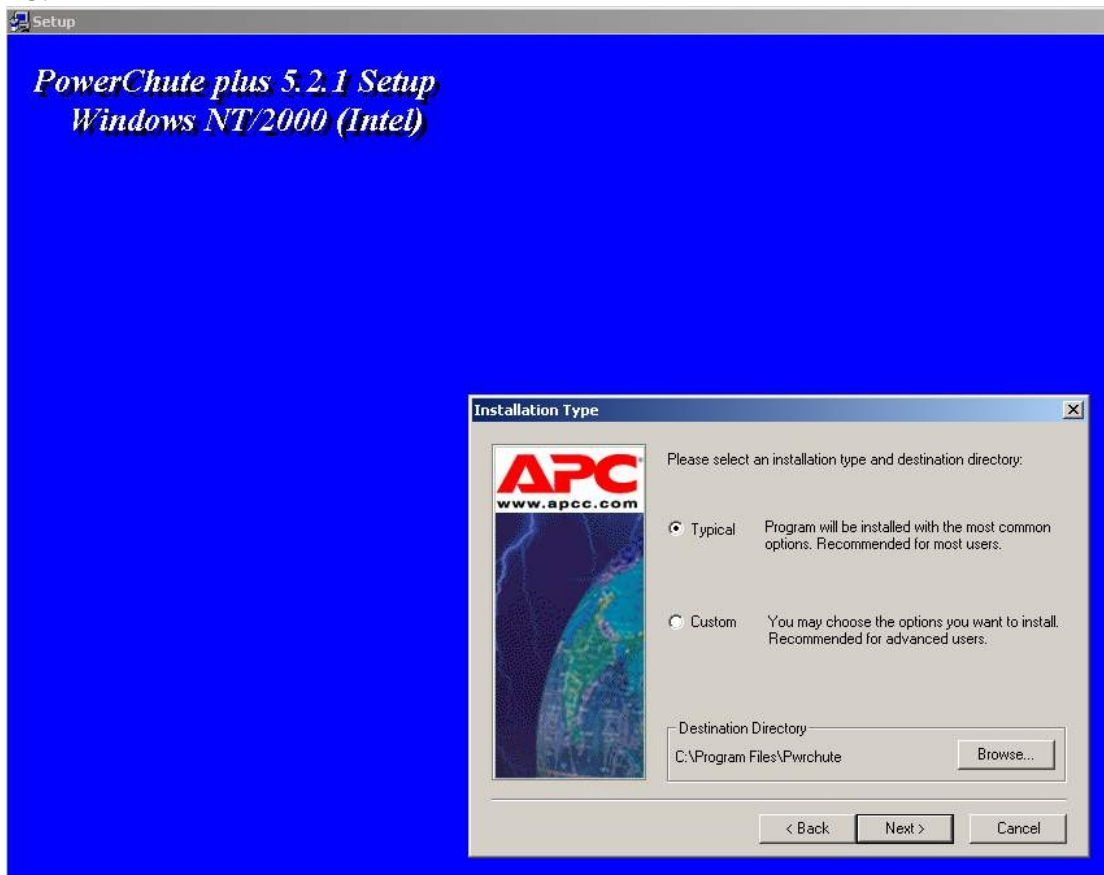 Setup
PowerChute plus 5.2.1 Setup
Windows NT/2000 (Intel)
Installation Type
APC
www.apcc.com
Please select an installation type and destination directory:
Typical
Program will be installed with the most common
options. Recommended for most users.
Custom
You may choose the options you want to install.
Recommended for advanced users.
Destination Directory
C:\Program Files\Pwrchute
Browse...
< Back
Next >
Cancel